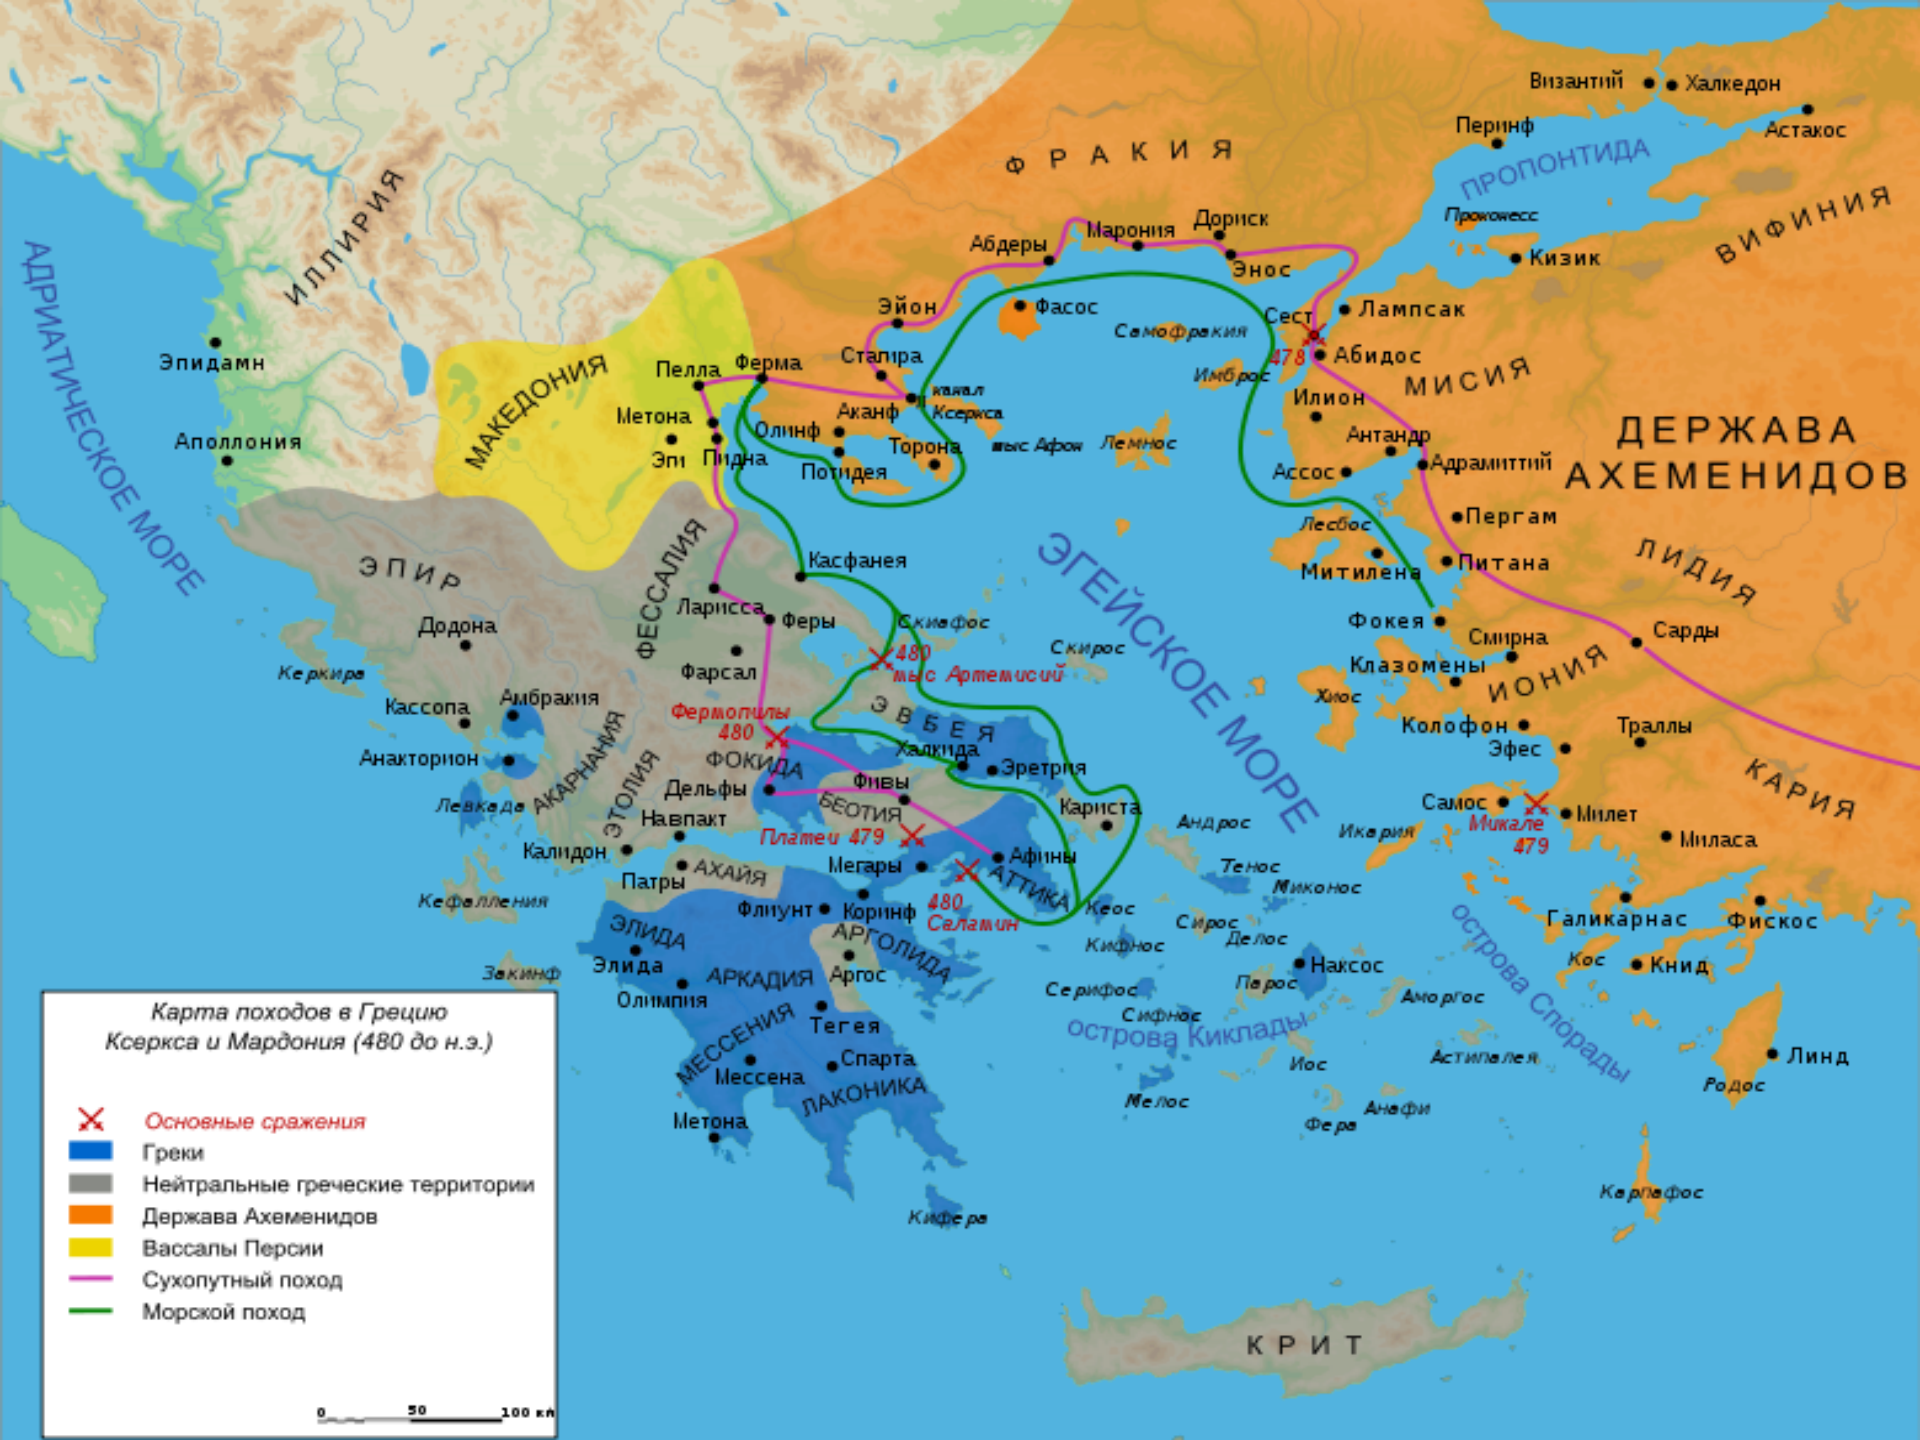 Византий
Халкедон
Перинф
Астакос
ФРАКИЯ
ПРОПОНТИДА
ИЛЛИРИЯ
Проконесс
ВИФИНИЯ
Дориск
Марония
Абдеры
Энос
Кизик
АДРИАТИЧЕСКОЕ МОРЕ
Эйон
Фасос
Самофракия
Сест
478
Лампсак
Эпидамн
Стагира
Пелла
Ферма
Абидос
Имброс
МИСИЯ
МАКЕДОНИЯ
канал
Ксеркса
Аканф
Илион
Метона
Олинф
Торона
мыс Афон
Лемнос
Антандр
ДЕРЖАВА
АХЕМЕНИДОВ
Аполлония
Эпи
Пидна
Потидея
Ассос
Адрамиттий
Лесбос
Пергам
ЭПИР
ФЕССАЛИЯ
Касфанея
ЭГЕЙСКОЕ МОРЕ
Митилена
Питана
ЛИДИЯ
Ларисса
Феры
Скиафос
Фокея
Додона
Смирна
Сарды
Скирос
480
мыс Артемисий
Керкира
Фарсал
Клазомены
ИОНИЯ
Хиос
Кассопа
Амбракия
Фермопилы
480
ЭВБЕЯ
Колофон
Траллы
Эфес
Анакторион
АКАРНАНИЯ
ЭТОЛИЯ
ФОКИДА
Халкида
Эретрия
КАРИЯ
Левкада
Дельфы
Фивы
БЕОТИЯ
Кариста
Самос
Микале
479
Милет
Навпакт
Платеи 479
Андрос
Икария
Миласа
Калидон
АХАЙЯ
Мегары
Афины
АТТИКА
Тенос
Патры
Миконос
Кефалления
Флиунт
Коринф
480
Саламин
Кеос
Сирос
Галикарнас
Фискос
ЭЛИДА
АРГОЛИДА
Кифнос
Делос
острова Спорады
Элида
Закинф
АРКАДИЯ
Аргос
Наксос
Кос
Книд
Олимпия
Серифос
Парос
Аморгос
Сифнос
МЕССЕНИЯ
Тегея
острова Киклады
Спарта
Мессена
Иос
Астипалея
Линд
Родос
ЛАКОНИКА
Мелос
Анафи
Метона
Фера
Карпафос
Кифера
КРИТ
Карта походов в Грецию
Ксеркса и Мардония (480 до н.э.)
Основные сражения
Греки
Нейтральные греческие территории
Держава Ахеменидов
Вассалы Персии
Сухопутный поход
Морской поход
0 50 100 км